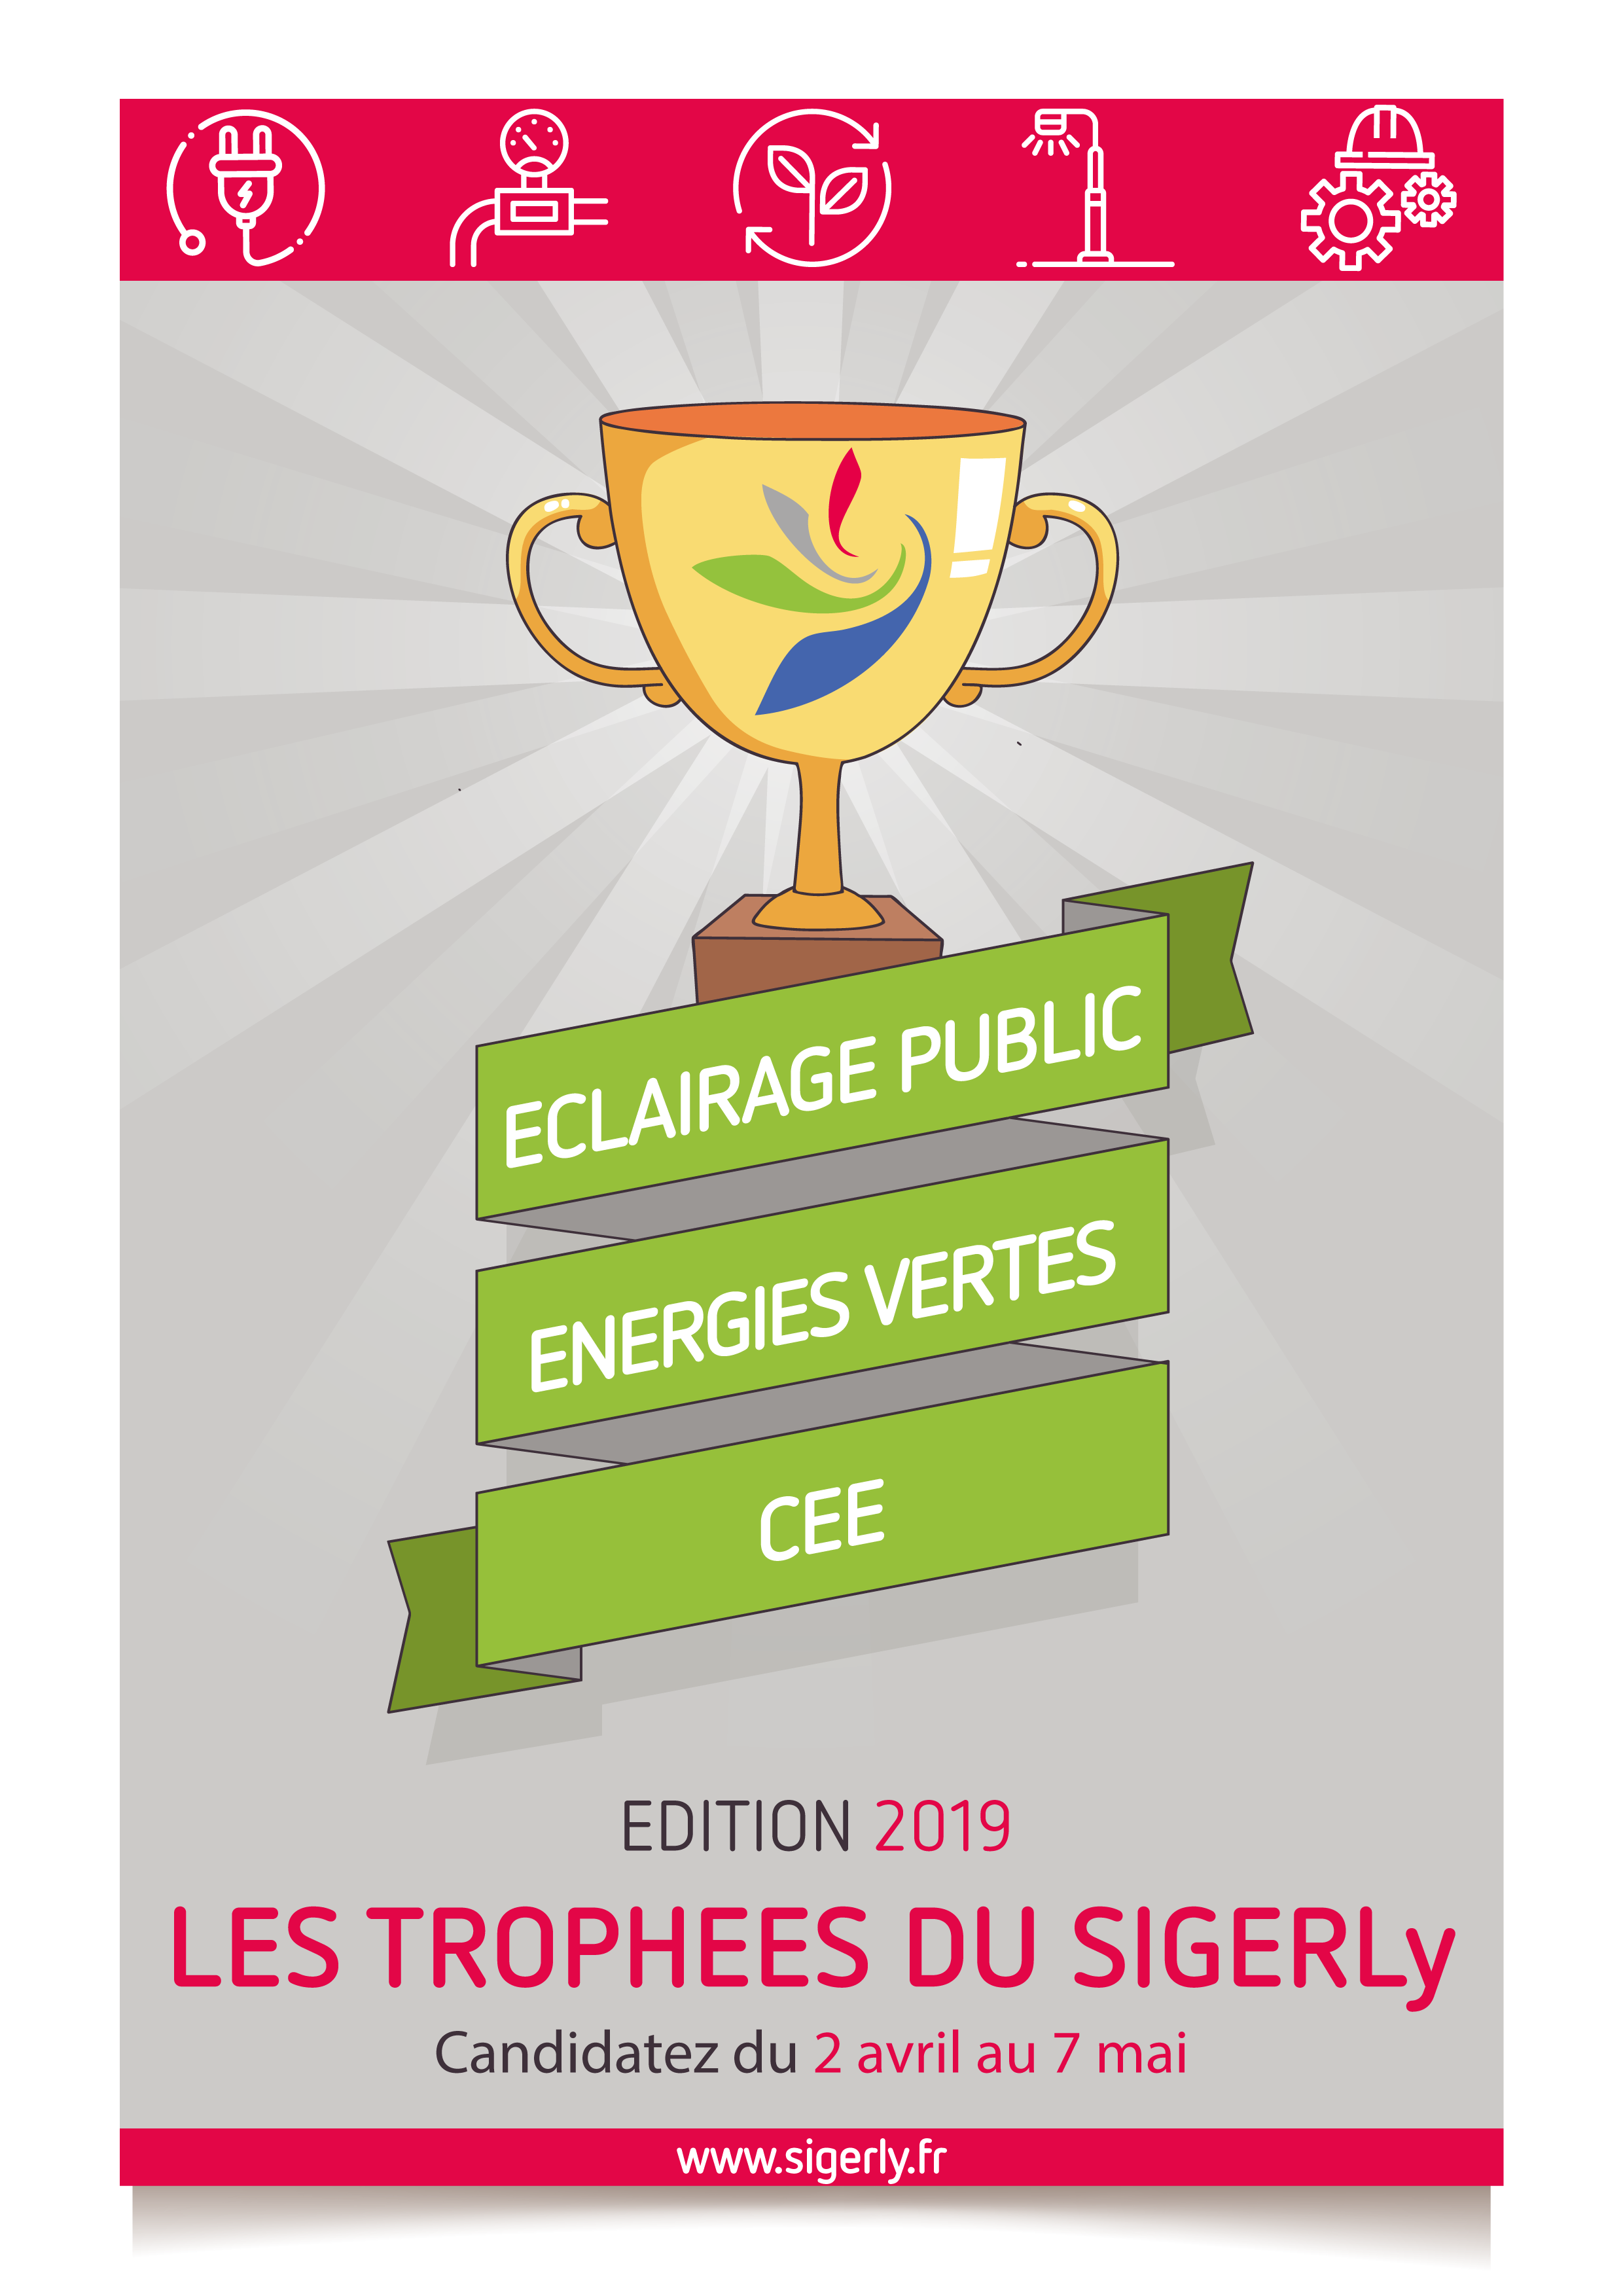 ECLAIRAGE PUBLIC
ENERGIES VERTES
CEE
EDITION 2019
LES TROPHEES DU SIGERLy
Candidatez du 2 avril au 7 mai
www.sigerly.fr